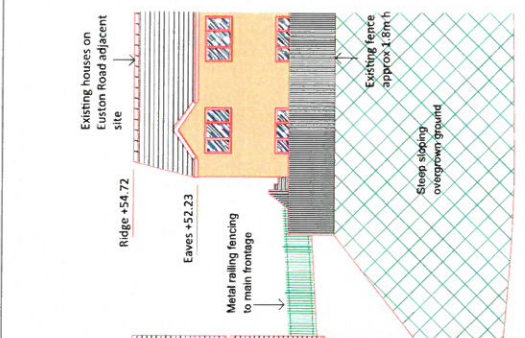 Existing houses on
Euston Road adjacent
site
Ridge +54.72
Eaves +52.23
Metal railing fencing
to main frontage
Existing fence
approx 1.8m h
Steep sloping
overgrown ground